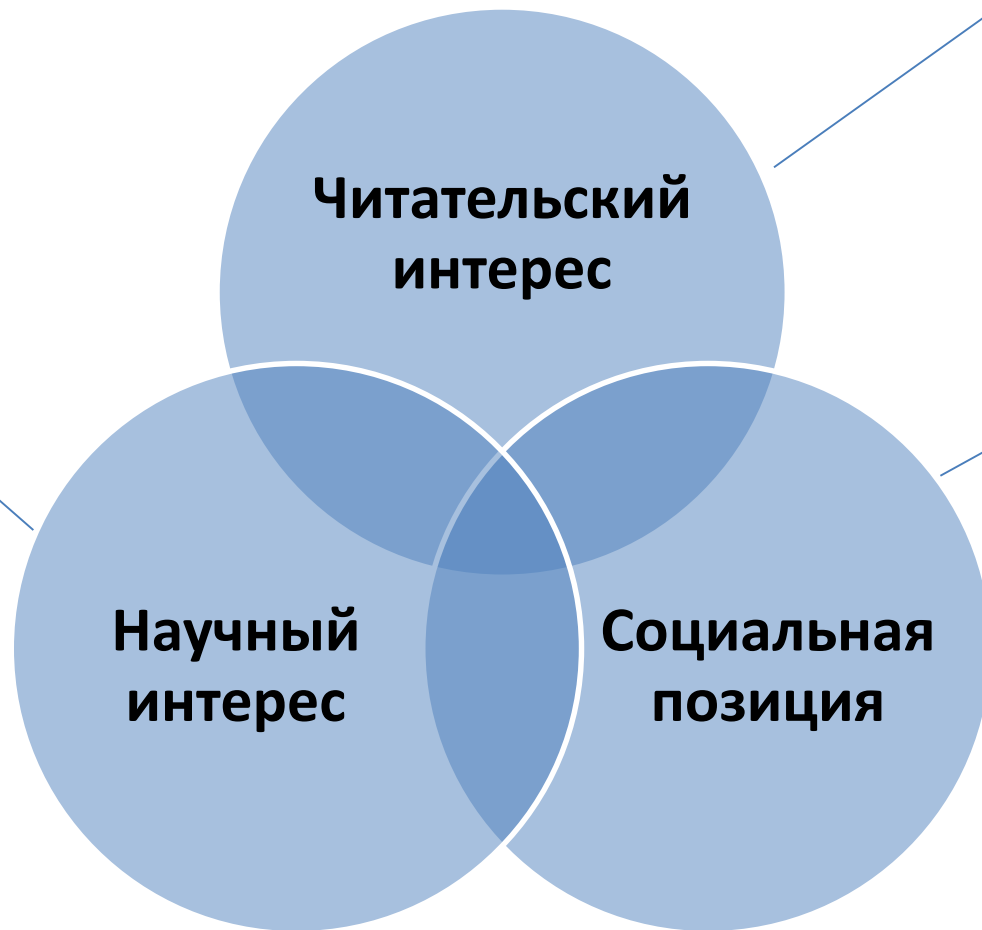 Читательский
интерес
Научный
интерес
Социальная
позиция